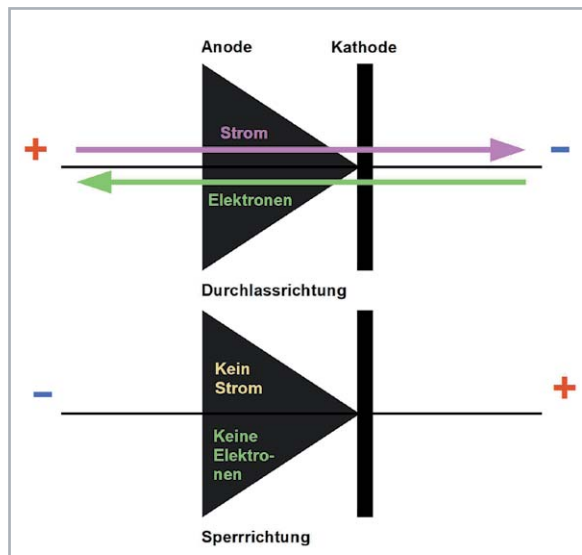 Anode Kathode
+ Strom –
Elektronen
Durchlassrichtung
Kein
Strom
– +
Keine
Elektro-
nen
Sperrrichtung